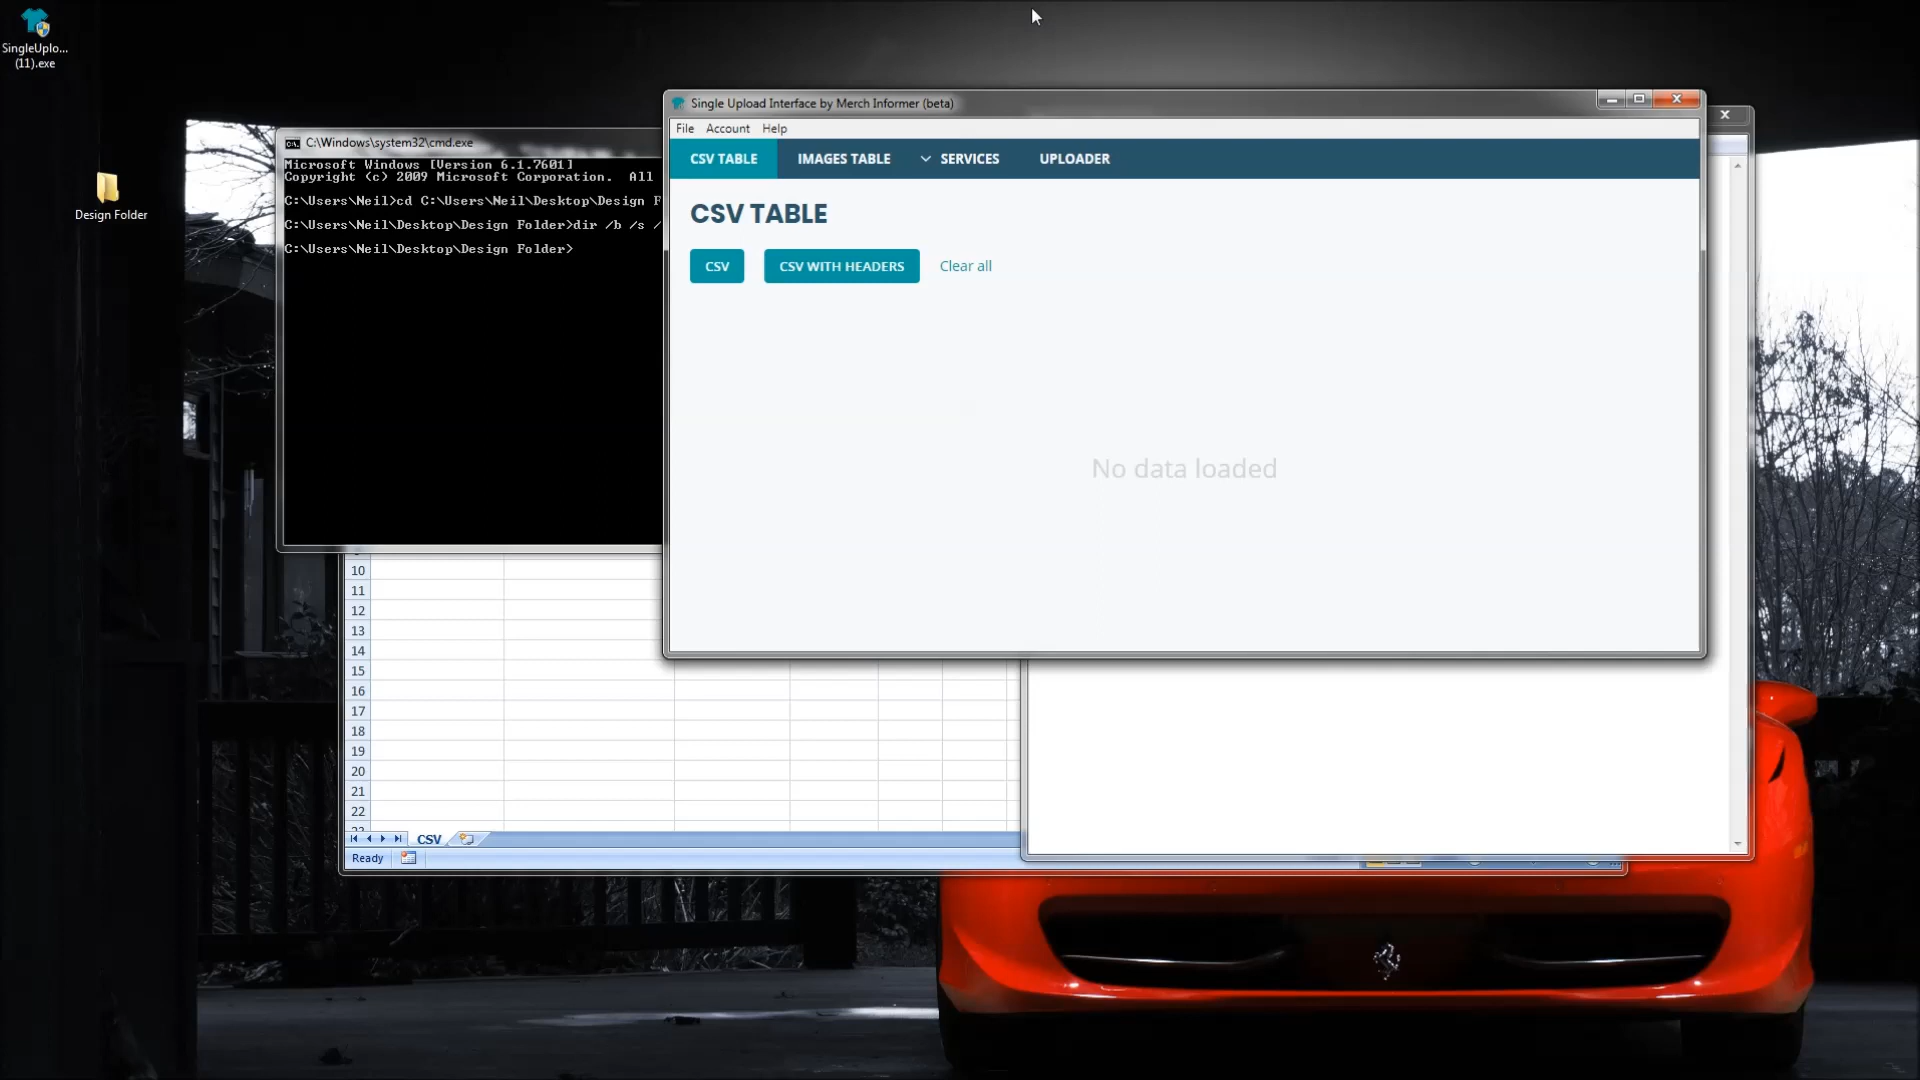 SingleUplo...
(11).exe
Design Folder
C:\Windows\system32\cmd.exe
Microsoft Windows [Version 6.1.7601]
Copyright (c) 2009 Microsoft Corporation. All
C:\Users\Neil>cd C:\Users\Neil\Desktop\Design F
C:\Users\Neil\Desktop\Design Folder>dir /b /s /
C:\Users\Neil\Desktop\Design Folder>
Single Upload Interface by Merch Informer (beta)
File Account Help
CSV TABLE IMAGES TABLE SERVICES UPLOADER
CSV TABLE
CSV CSV WITH HEADERS Clear all
No data loaded
10
11
12
13
14
15
16
17
18
19
20
21
22
CSV
Ready